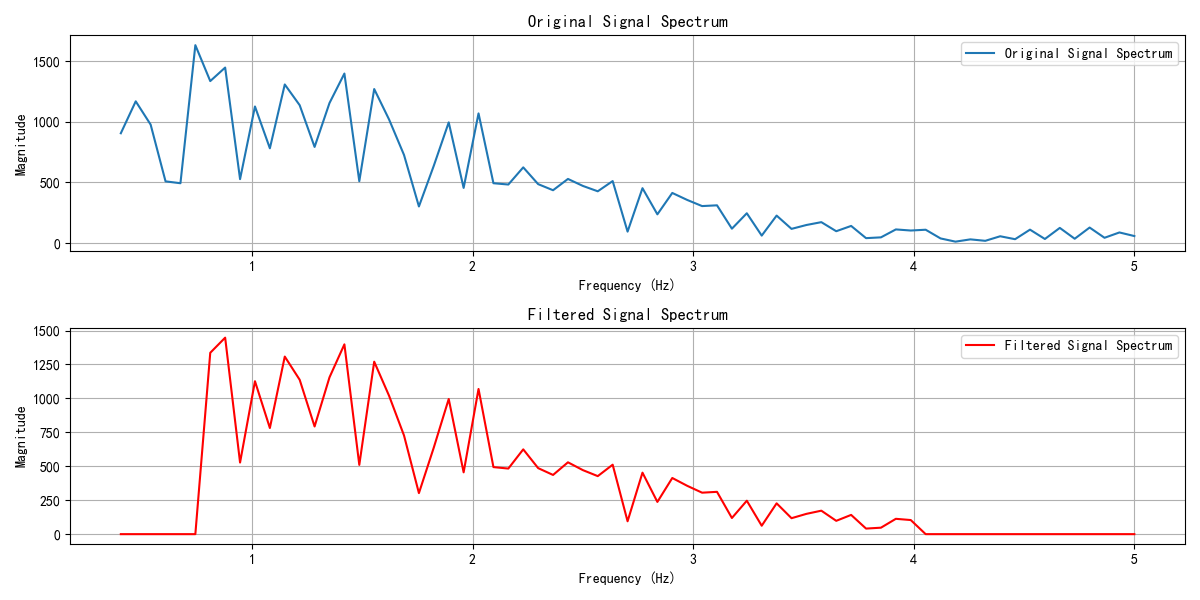 Original Signal Spectrum
Original Signal Spectrum
1500
1000
500
0
Magnitude
1 2 3 4 5
Frequency (Hz)
Filtered Signal Spectrum
Filtered Signal Spectrum
1500
1250
1000
750
500
250
0
Magnitude
1 2 3 4 5
Frequency (Hz)